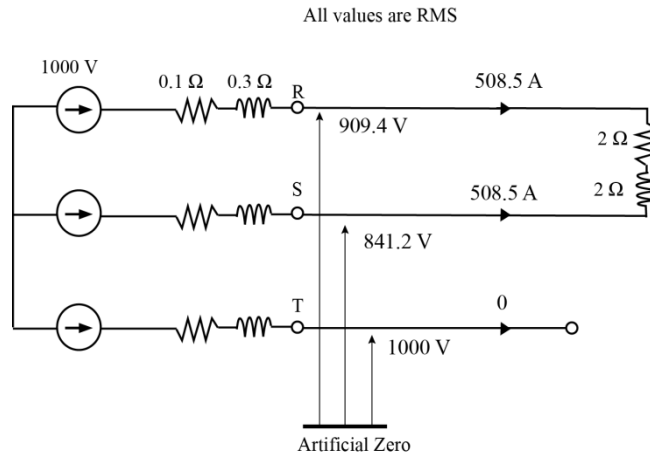 All values are RMS
1000 V
0.1 Ω
0.3 Ω
R
508.5 A
909.4 V
2 Ω
2 Ω
S
508.5 A
841.2 V
T
0
1000 V
Artificial Zero